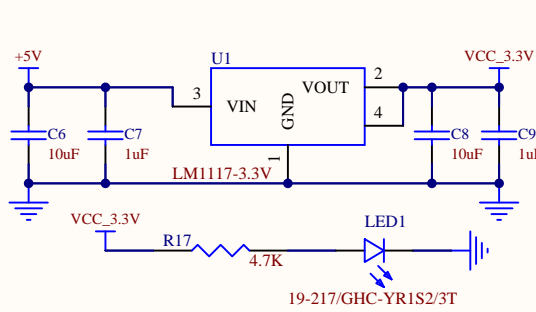 +5V
U1
VCC_3.3V
3
VIN
GND
VOUT
2
4
C6
10uF
C7
1uF
C8
10uF
C9
1
LM1117-3.3V
VCC_3.3V
R17
4.7K
LED1
19-217/GHC-YR1S2/3T